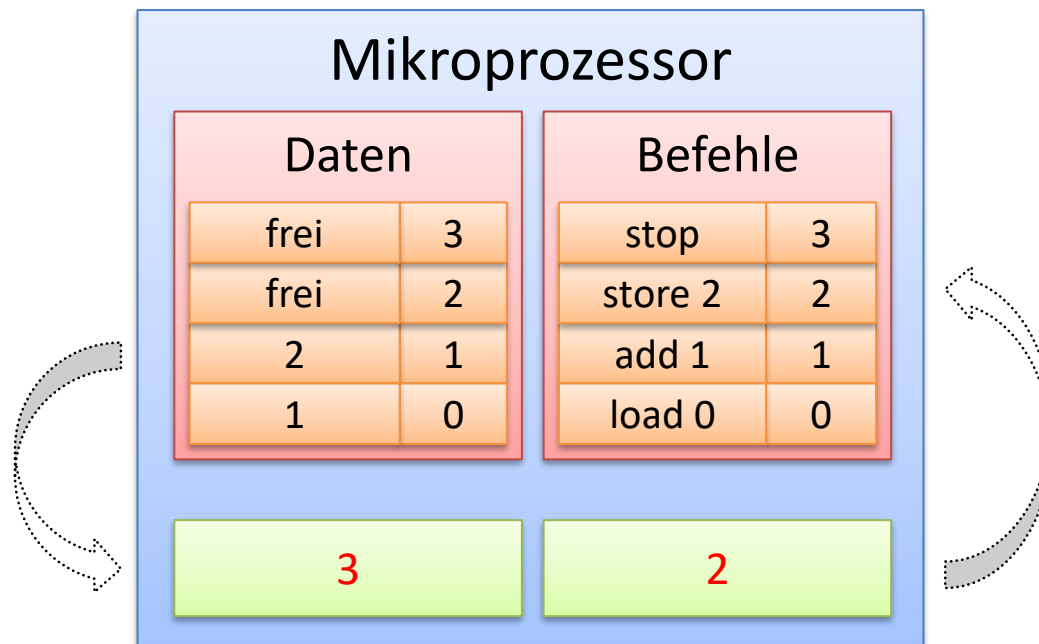 Mikroprozessor
Daten
frei 3
frei 2
2 1
1 0
Befehle
stop 3
store 2 2
add 1 1
load 0 0
3
2